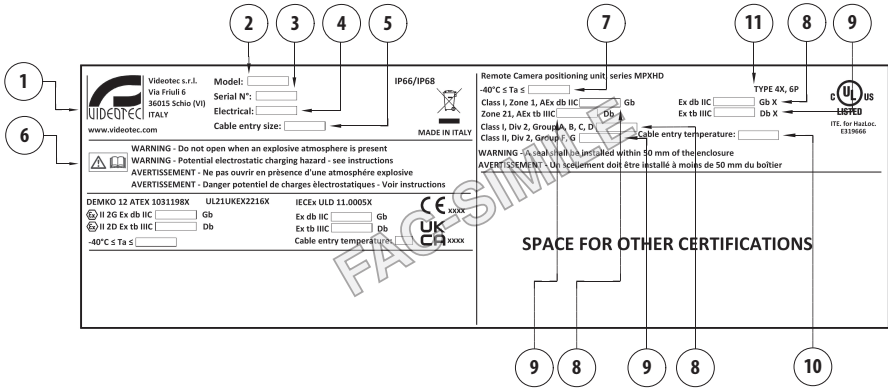 2
3
4
5
7
11
8
9
1
VIDEOTEC
Videotec s.r.l.
Via Friuli 6
36015 Schio (VI)
ITALY
www.videotec.com
Model:
Serial N°:
Electrical:
Cable entry size:
IP66/IP68
MADE IN ITALY
6
WARNING - Do not open when an explosive atmosphere is present
WARNING - Potential electrostatic charging hazard - see instructions
AVERTISSEMENT - Ne pas ouvrir en prèsence d'une atmosphére explosive
AVERTISSEMENT - Danger potentiel de charges èlectrostatiques - Voir instructions
DEMKO 12 ATEX 1031198X UL21UKEX2216X IECEx ULD 11.0005X
Ex II 2G Ex db IIC Gb Ex db IIC Gb
Ex II 2D Ex tb IIIC Db Ex tb IIIC Db
-40°C ≤ Ta ≤ Cable entry temperature:
CE xxxx
UK CA xxxx
Remote Camera positioning unit, series MPXHD
-40°C ≤ Ta ≤ TYPE 4X, 6P
Class I, Zone 1, AEx db IIC Gb Ex db IIC Gb X
Zone 21, AEx tb IIIC Db Ex tb IIIC Db X
Class I, Div 2, Group A, B, C, D
Class II, Div 2, Group F, G Cable entry temperature:
WARNING - A seal shall be installed within 50 mm of the enclosure
AVERTISSEMENT - Un scellement doit être installé à moins de 50 mm du boîtier
C UL US
LISTED
ITE. for HazLoc.
E319666
SPACE FOR OTHER CERTIFICATIONS
FAC-SIMILE
9
8
9
8
10